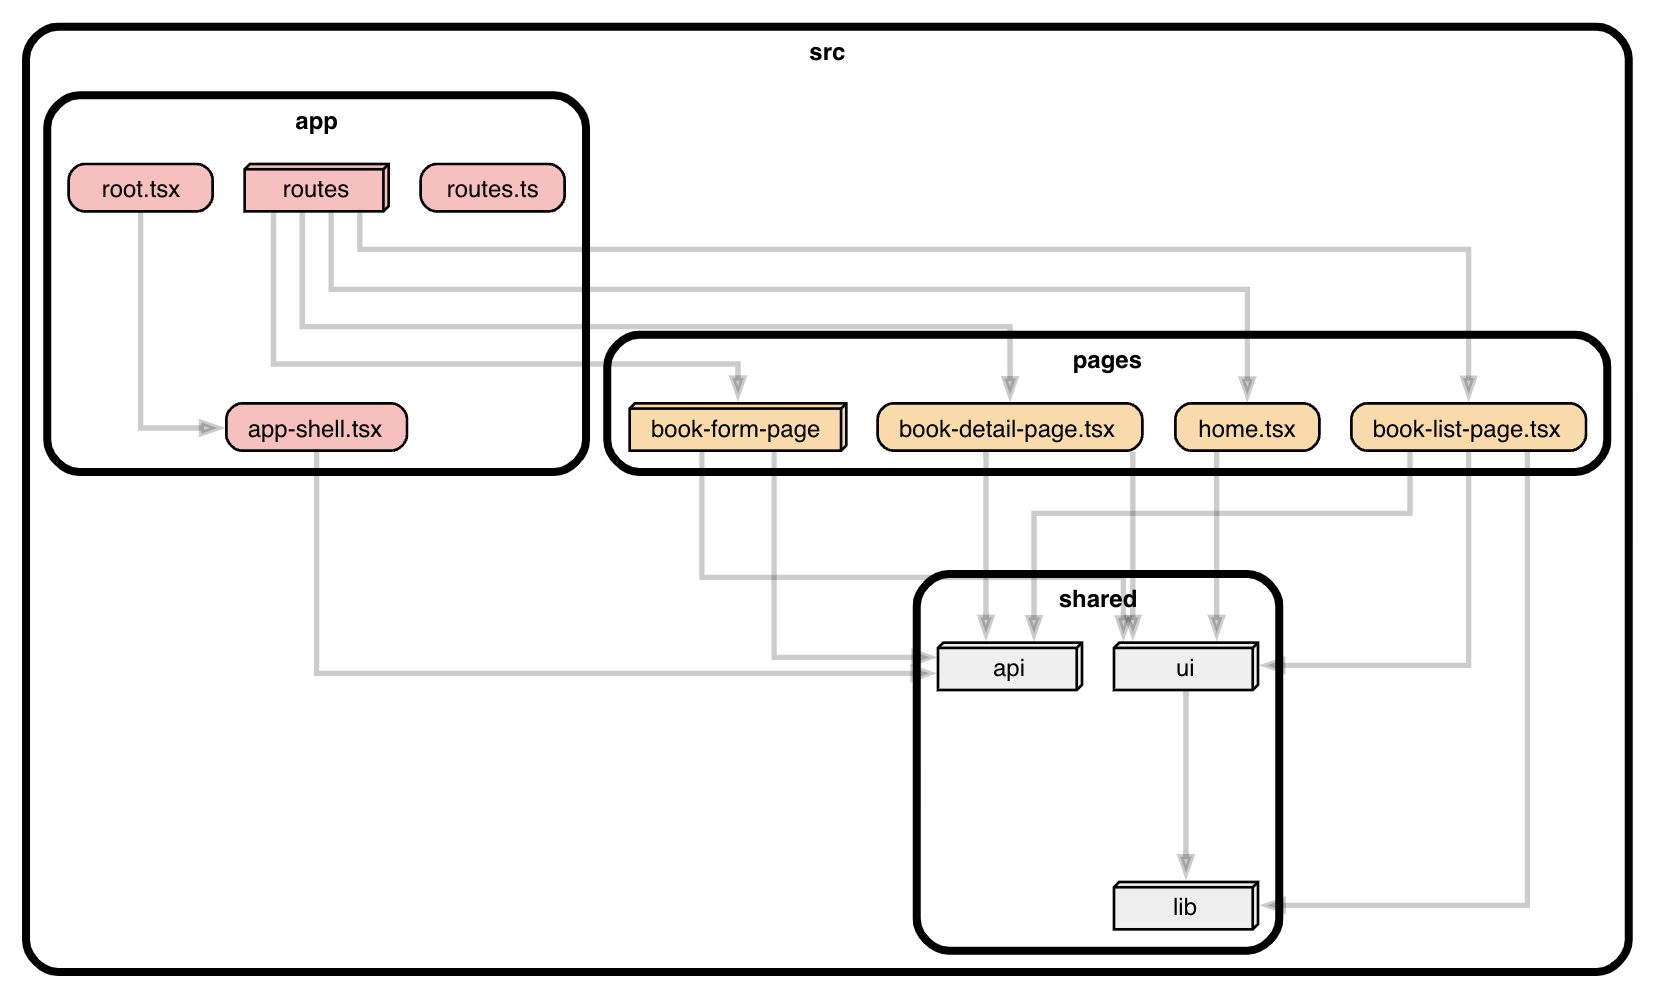 src
app
root.tsx
routes
routes.ts
app-shell.tsx
pages
book-form-page
book-detail-page.tsx
home.tsx
book-list-page.tsx
shared
api
ui
lib